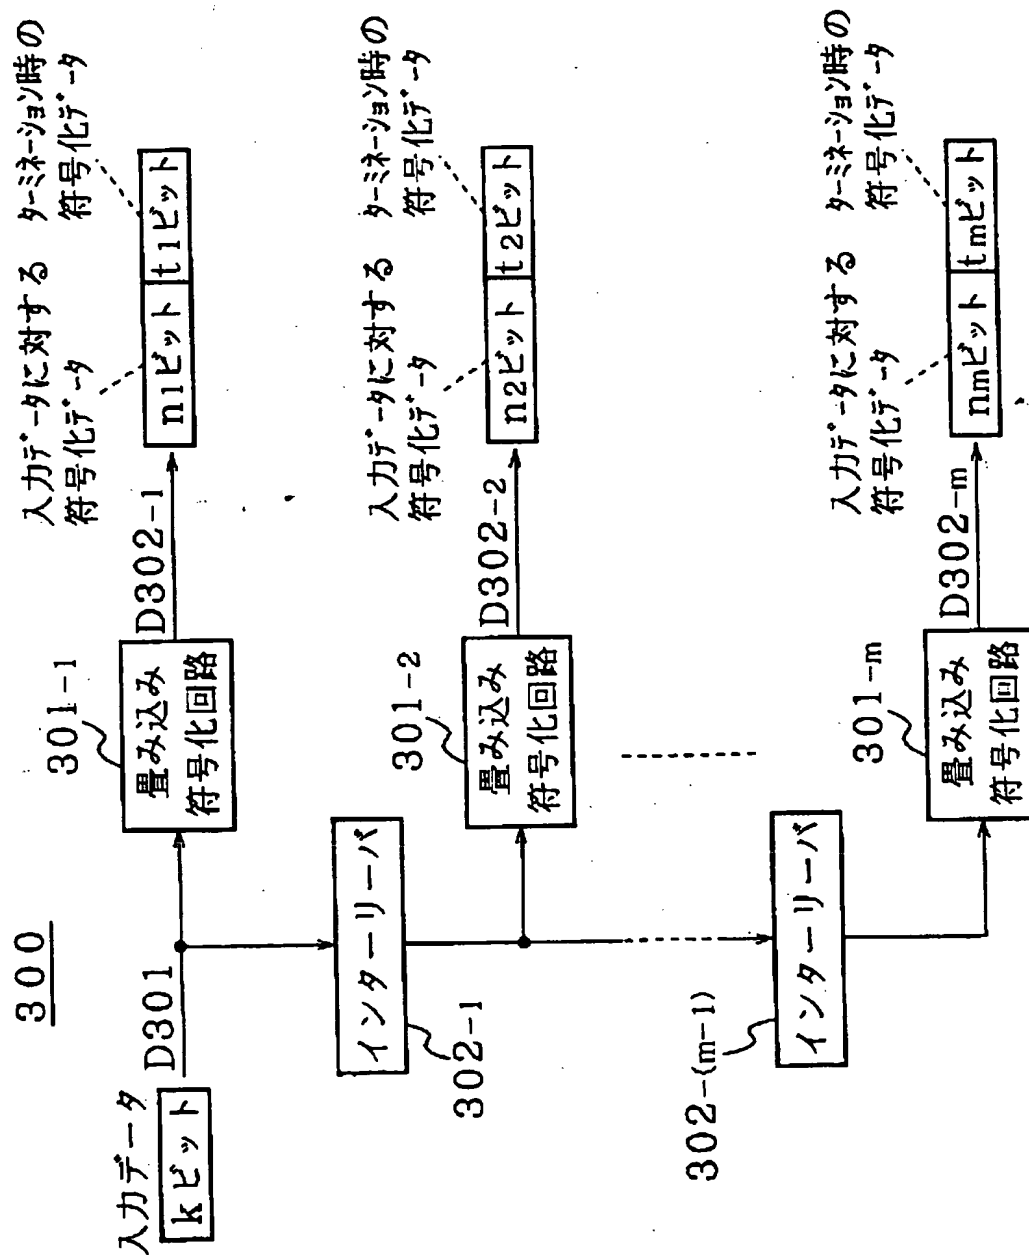 300
入力データ
kビット
D301
301-1
畳み込み
符号化回路
D302-1
入力データに対する
符号化データ
ターミネーション時の
符号化データ
n1ビット
t1ビット
インターリーバ
302-1
301-2
畳み込み
符号化回路
D302-2
入力データに対する
符号化データ
ターミネーション時の
符号化データ
n2ビット
t2ビット
302-(m-1)
インターリーバ
301-m
畳み込み
符号化回路
D302-m
入力データに対する
符号化データ
ターミネーション時の
符号化データ
nmビット
tmビット